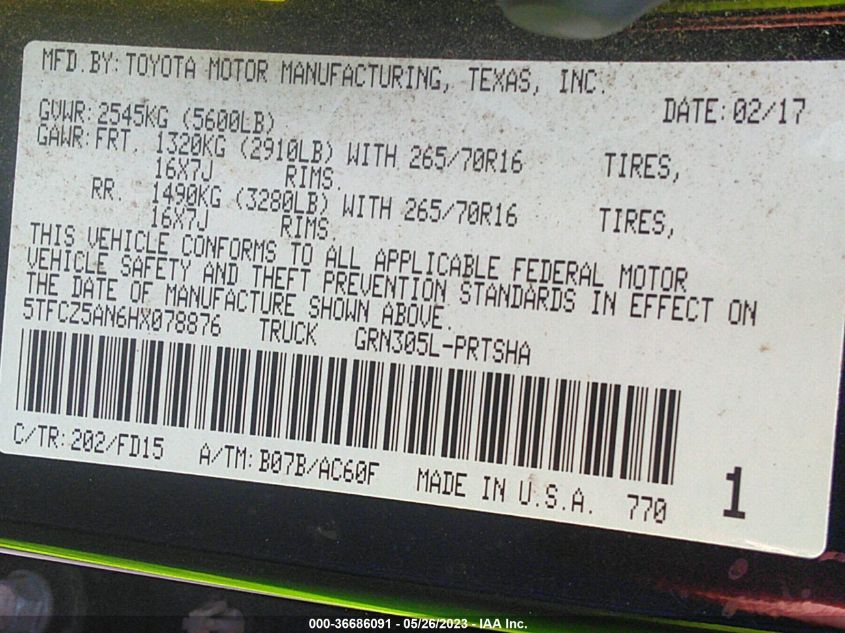 MFD.BY:TOYOTA MOTOR MANUFACTURING, TEXAS, INC.
DATE:02/17
GVWR:2545KG (5600LB)
GAWR:FRT. 1320KG (2910LB) WITH 265/70R16 TIRES,
16X7J RIMS.
RR. 1490KG (3280LB) WITH 265/70R16 TIRES,
16X7J RIMS.
THIS VEHICLE CONFORMS TO ALL APPLICABLE FEDERAL MOTOR
VEHICLE SAFETY AND THEFT PREVENTION STANDARDS IN EFFECT ON
THE DATE OF MANUFACTURE SHOWN ABOVE.
5TFCZ5AN6HX078876 TRUCK GRN305L-PRTSHA
C/TR:202/FD15 A/TM:B07B/AC60F MADE IN U.S.A. 770 1
000-36686091 - 05/26/2023 - IAA Inc.